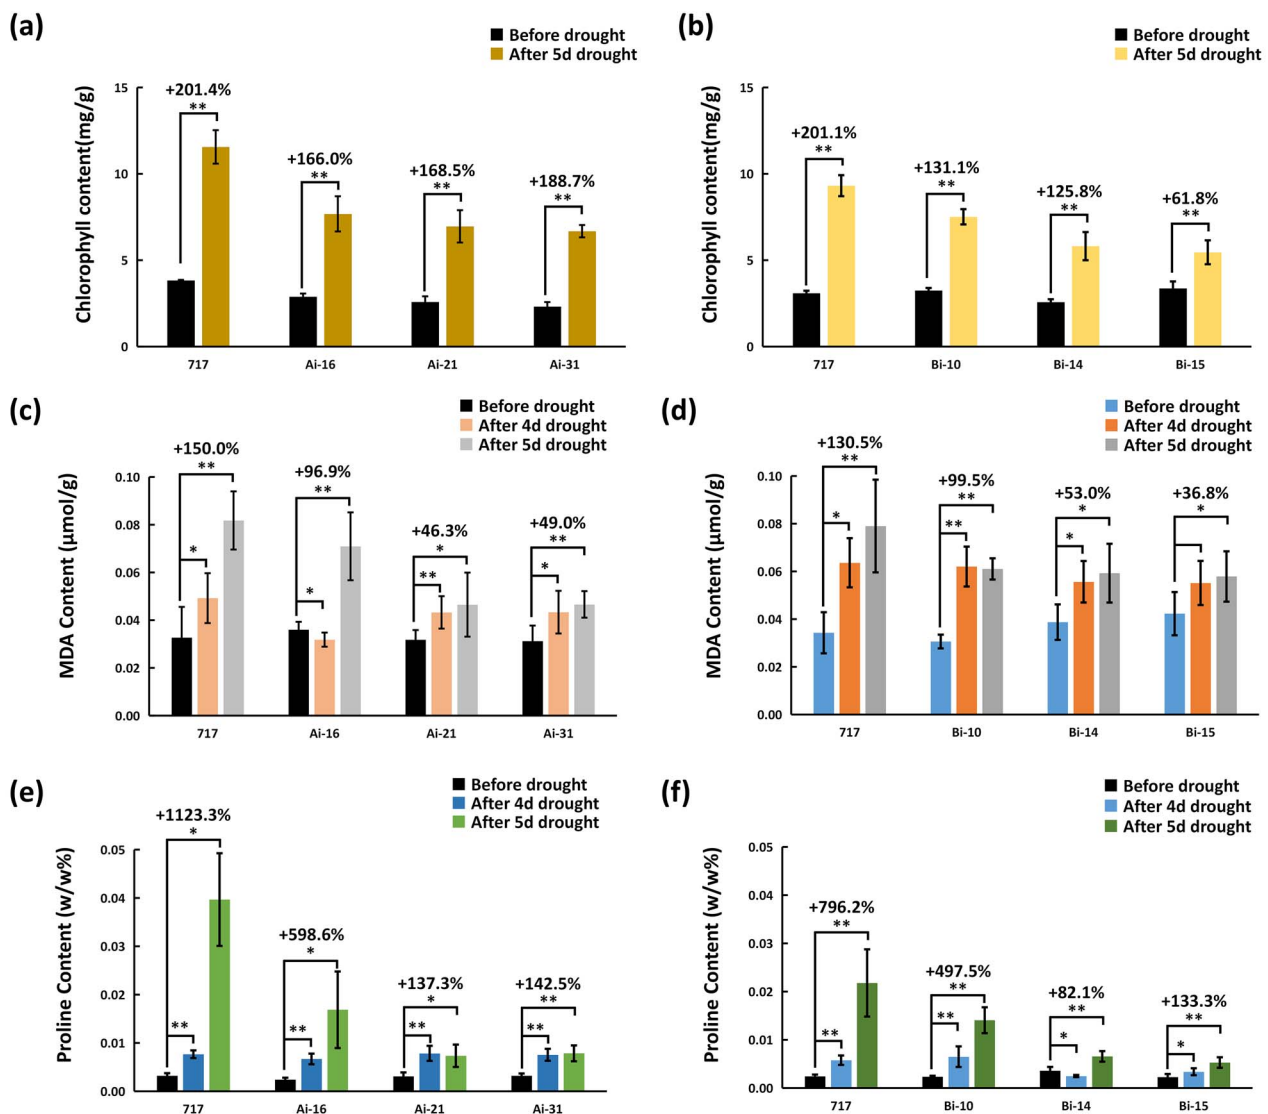 (a)
Before drought
After 5d drought
Chlorophyll content(mg/g)
15
10
5
0
+201.4%
**
+166.0%
**
+168.5%
**
+188.7%
**
717
Ai-16
Ai-21
Ai-31
(b)
Before drought
After 5d drought
Chlorophyll content(mg/g)
15
10
5
0
+201.1%
**
+131.1%
**
+125.8%
**
+61.8%
**
717
Bi-10
Bi-14
Bi-15
(c)
Before drought
After 4d drought
After 5d drought
MDA Content (μmol/g)
0.10
0.08
0.06
0.04
0.02
0.00
+150.0%
**
*
+96.9%
**
*
+46.3%
*
**
+49.0%
**
*
717
Ai-16
Ai-21
Ai-31
(d)
Before drought
After 4d drought
After 5d drought
MDA Content (μmol/g)
0.10
0.08
0.06
0.04
0.02
0.00
+130.5%
**
*
+99.5%
**
**
+53.0%
*
*
+36.8%
*
717
Bi-10
Bi-14
Bi-15
(e)
Before drought
After 4d drought
After 5d drought
Proline Content (w/w%)
0.05
0.04
0.03
0.02
0.01
0.00
+1123.3%
*
**
+598.6%
*
**
+137.3%
*
**
+142.5%
**
**
717
Ai-16
Ai-21
Ai-31
(f)
Before drought
After 4d drought
After 5d drought
Proline Content (w/w%)
0.05
0.04
0.03
0.02
0.01
0.00
+796.2%
**
**
+497.5%
**
**
+82.1%
**
*
+133.3%
**
*
717
Bi-10
Bi-14
Bi-15